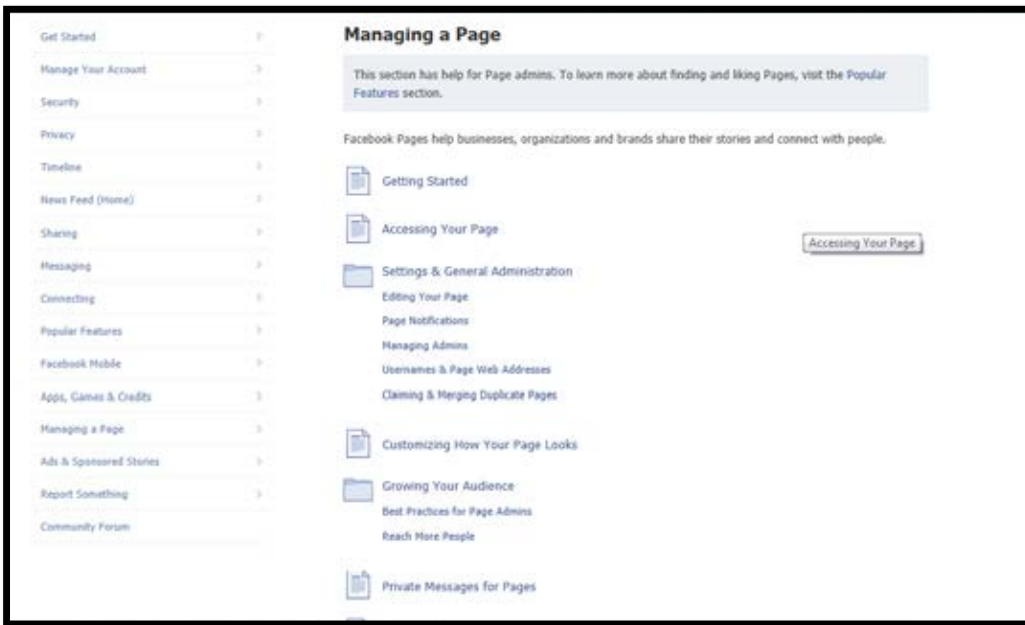 Get Started
Manage Your Account
Security
Privacy
Timeline
News Feed (Home)
Sharing
Messaging
Connecting
Popular Features
Facebook Mobile
Apps, Games & Credits
Managing a Page
Ads & Sponsored Stories
Report Something
Community Forum
Managing a Page
This section has help for Page admins. To learn more about finding and liking Pages, visit the Popular
Features section.
Facebook Pages help businesses, organizations and brands share their stories and connect with people.
Getting Started
Accessing Your Page
Accessing Your Page
Settings & General Administration
Editing Your Page
Page Notifications
Managing Admins
Usernames & Page Web Addresses
Claiming & Merging Duplicate Pages
Customizing How Your Page Looks
Growing Your Audience
Best Practices for Page Admins
Reach More People
Private Messages for Pages